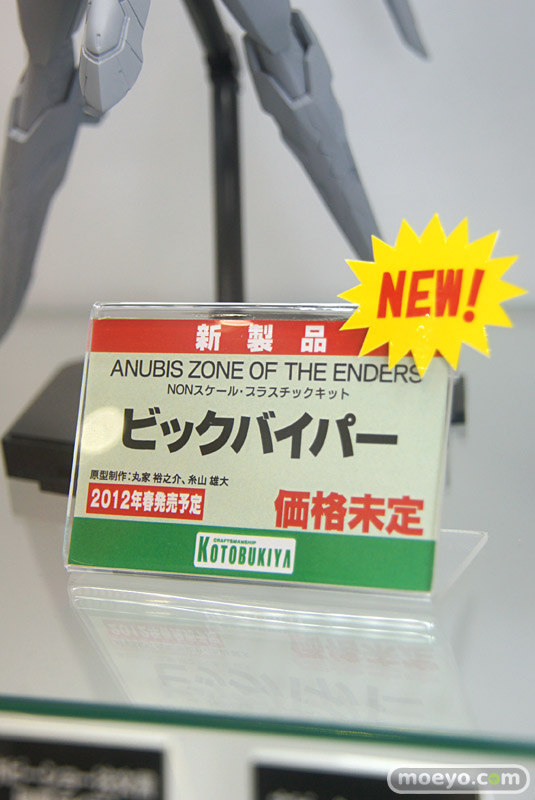 NEW!
新製品
ANUBIS ZONE OF THE ENDERS
NONスケール・プラスチックキット
ビックバイパー
原型制作：丸家 裕之介、糸山 雄大
2012年春発売予定
価格未定
CRAFTSMANSHIP
KOTOBUKIYA
moeyo.com